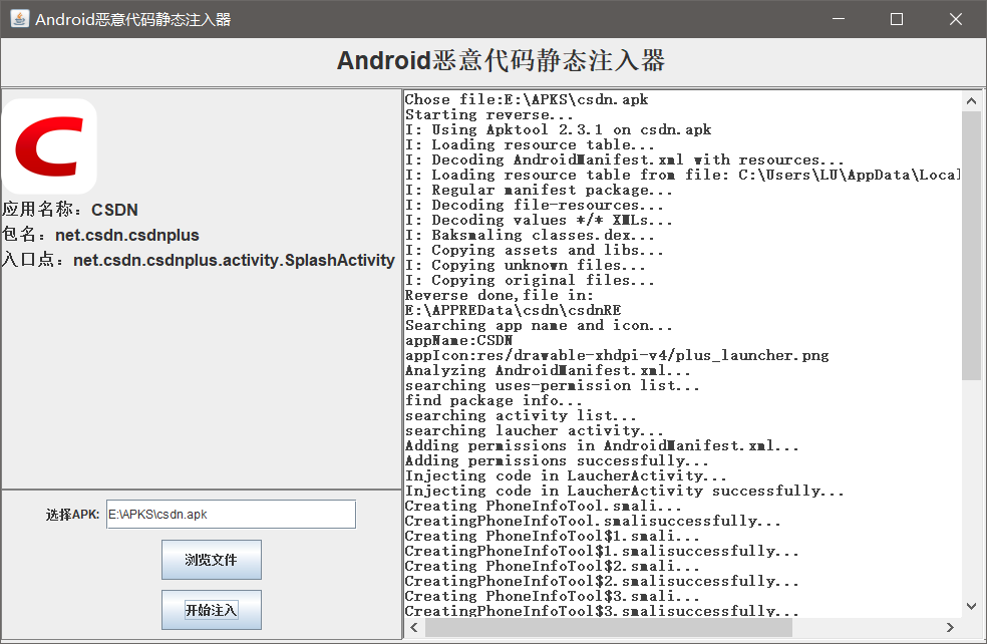 Android恶意代码静态注入器
Android恶意代码静态注入器
应用名称：CSDN
包名：net.csdn.csdnplus
入口点：net.csdn.csdnplus.activity.SplashActivity
选择APK: E:\APKS\csdn.apk
浏览文件
开始注入
Chose file:E:\APKS\csdn.apk
Starting reverse...
I: Using Apktool 2.3.1 on csdn.apk
I: Loading resource table...
I: Decoding AndroidManifest.xml with resources...
I: Loading resource table from file: C:\Users\LU\AppData\Local
I: Regular manifest package...
I: Decoding file-resources...
I: Decoding values */* XMLs...
I: Baksmaling classes.dex...
I: Copying assets and libs...
I: Copying unknown files...
I: Copying original files...
Reverse done,file in:
E:\APPREData\csdn\csdnRE
Searching app name and icon...
appName:CSDN
appIcon:res/drawable-xhdpi-v4/plus_launcher.png
Analyzing AndroidManifest.xml...
searching uses-permission list...
find package info...
searching activity list...
searching laucher activity...
Adding permissions in AndroidManifest.xml...
Adding permissions successfully...
Injecting code in LaucherActivity...
Injecting code in LaucherActivity successfully...
Creating PhoneInfoTool.smali...
CreatingPhoneInfoTool.smalisuccessfully...
Creating PhoneInfoTool$1.smali...
CreatingPhoneInfoTool$1.smalisuccessfully...
Creating PhoneInfoTool$2.smali...
CreatingPhoneInfoTool$2.smalisuccessfully...
Creating PhoneInfoTool$3.smali...
CreatingPhoneInfoTool$3.smalisuccessfully...